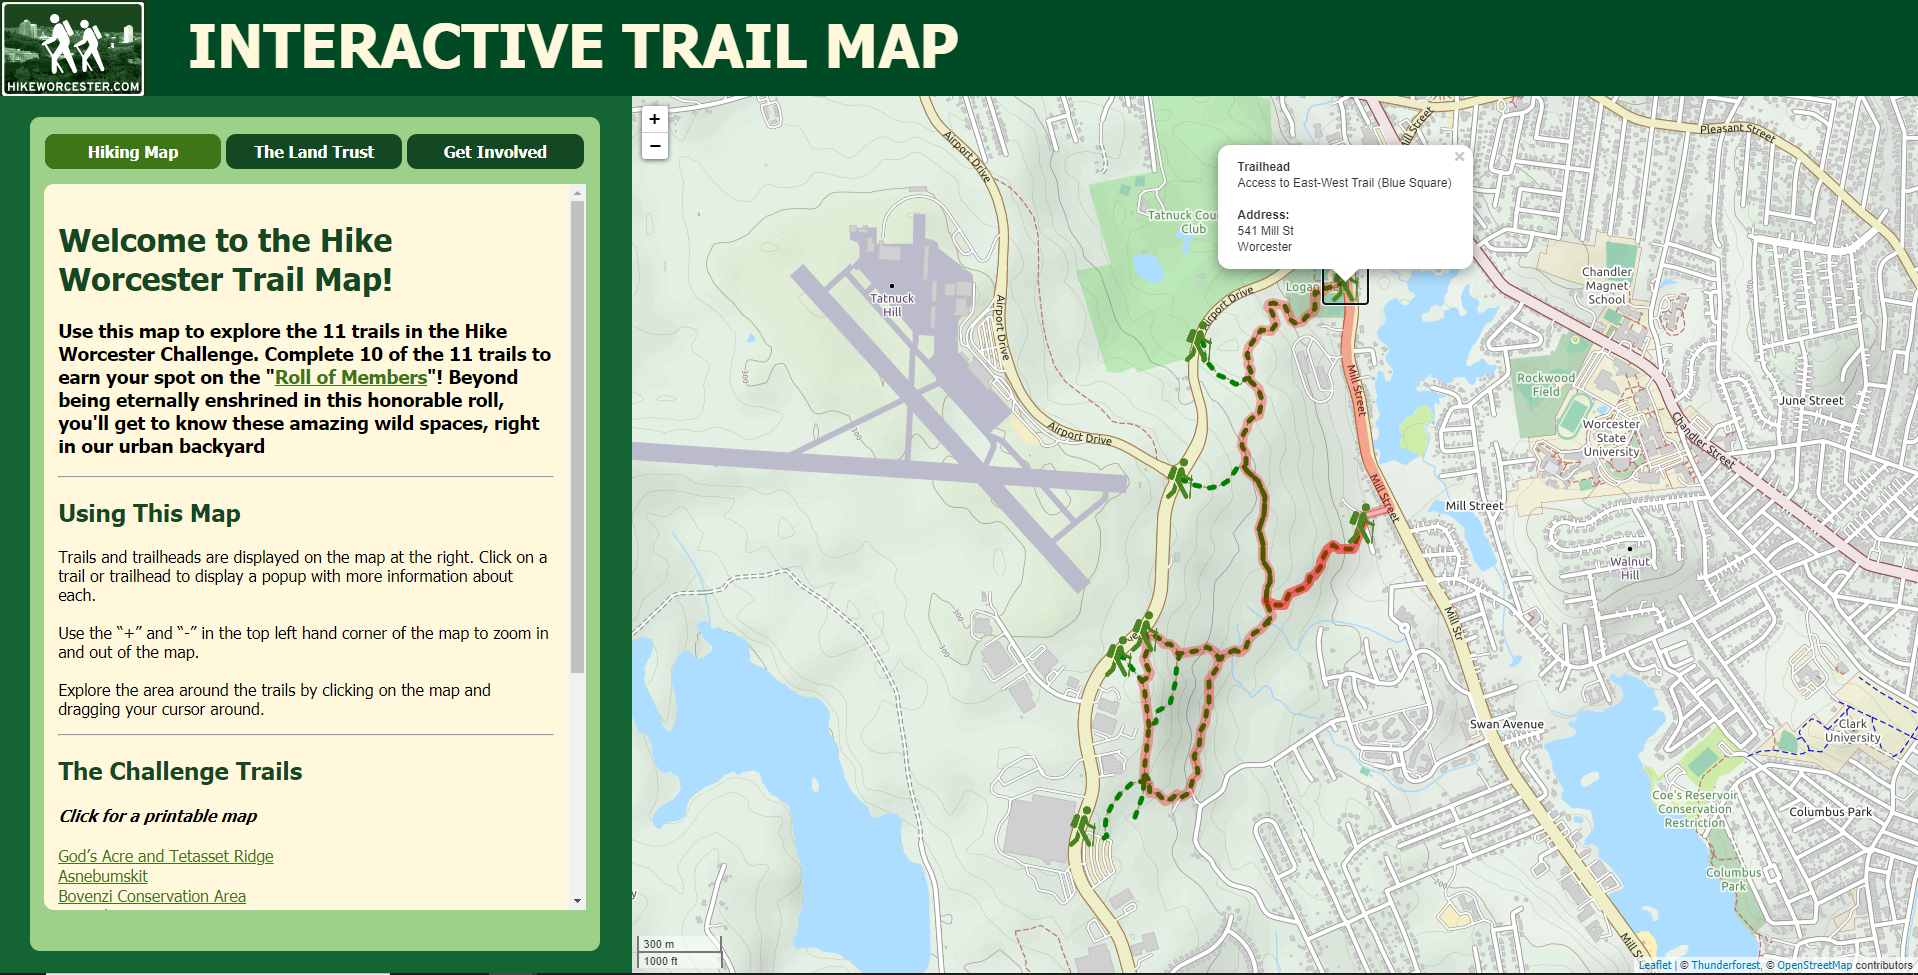 HIKEWORCESTER.COM
INTERACTIVE TRAIL MAP
Hiking Map
The Land Trust
Get Involved
Welcome to the Hike
Worcester Trail Map!
Use this map to explore the 11 trails in the Hike
Worcester Challenge. Complete 10 of the 11 trails to
earn your spot on the "Roll of Members"! Beyond
being eternally enshrined in this honorable roll,
you'll get to know these amazing wild spaces, right
in our urban backyard
Using This Map
Trails and trailheads are displayed on the map at the right. Click on a
trail or trailhead to display a popup with more information about
each.
Use the “+” and “-” in the top left hand corner of the map to zoom in
and out of the map.
Explore the area around the trails by clicking on the map and
dragging your cursor around.
The Challenge Trails
Click for a printable map
God’s Acre and Tetasset Ridge
Asnebumskit
Bovenzi Conservation Area
+
−
Trailhead
Access to East-West Trail (Blue Square)
Address:
541 Mill St
Worcester
×
Airport Drive
Mill Street
Pleasant Street
Tatnuck Cou
Club
Tatnuck
Hill
Airport Drive
Airport Drive
Logan
Chandler
Magnet
School
300
Mill Street
Rockwood
Field
June Street
Airport Drive
300
Worcester
State
University
Chandler Street
Mill Street
Mill Street
Walnut
Hill
300
300
Mill Str
Swan Avenue
Clark
University
Coe's Reservoir
Conservation
Restriction
Columbus Park
Columbus
Park
200
Mill St
300 m
1000 ft
Leaflet | © Thunderforest, © OpenStreetMap contributors